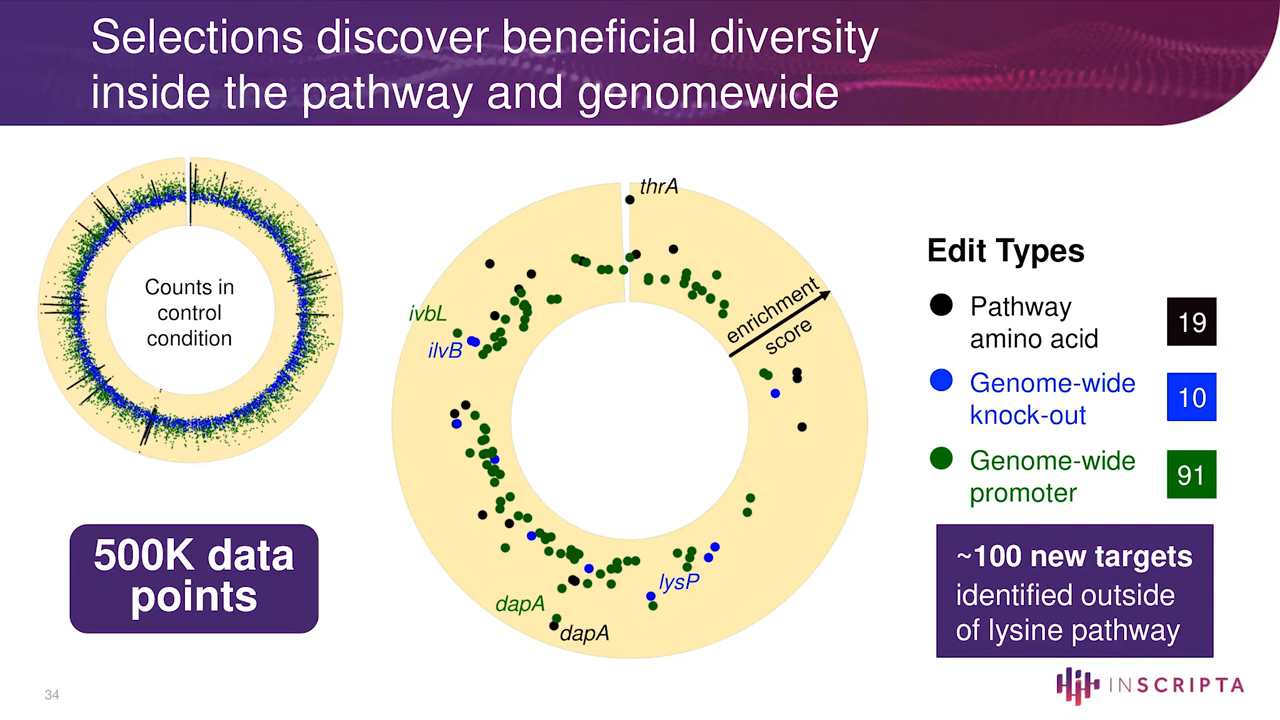 Selections discover beneficial diversity
inside the pathway and genomewide
Counts in
control
condition
500K data
points
thrA
ivbL
ilvB
enrichment
score
lysP
dapA
dapA
Edit Types
Pathway
amino acid
19
Genome-wide
knock-out
10
Genome-wide
promoter
91
~100 new targets
identified outside
of lysine pathway
34
INSCRIPTA